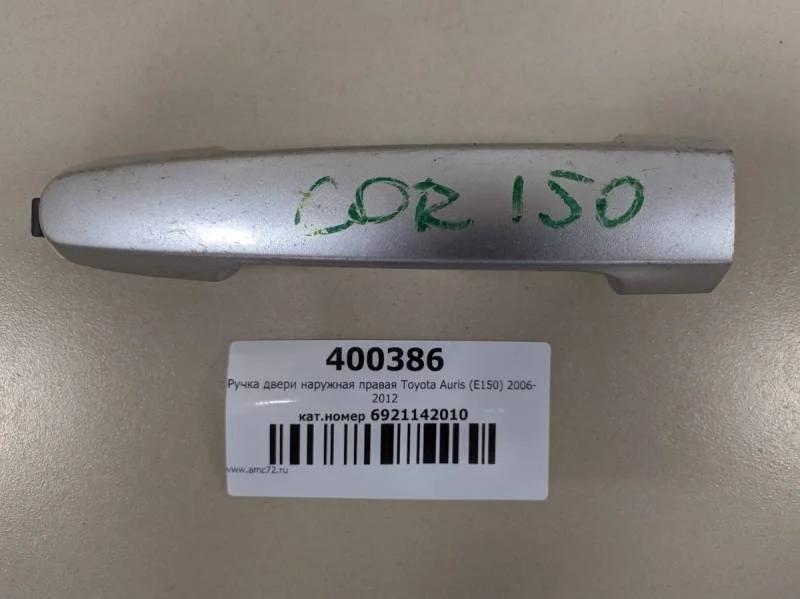 COR 150
400386
Ручка двери наружная правая Toyota Auris (E150) 2006-
2012
кат.номер 6921142010
www.amc72.ru